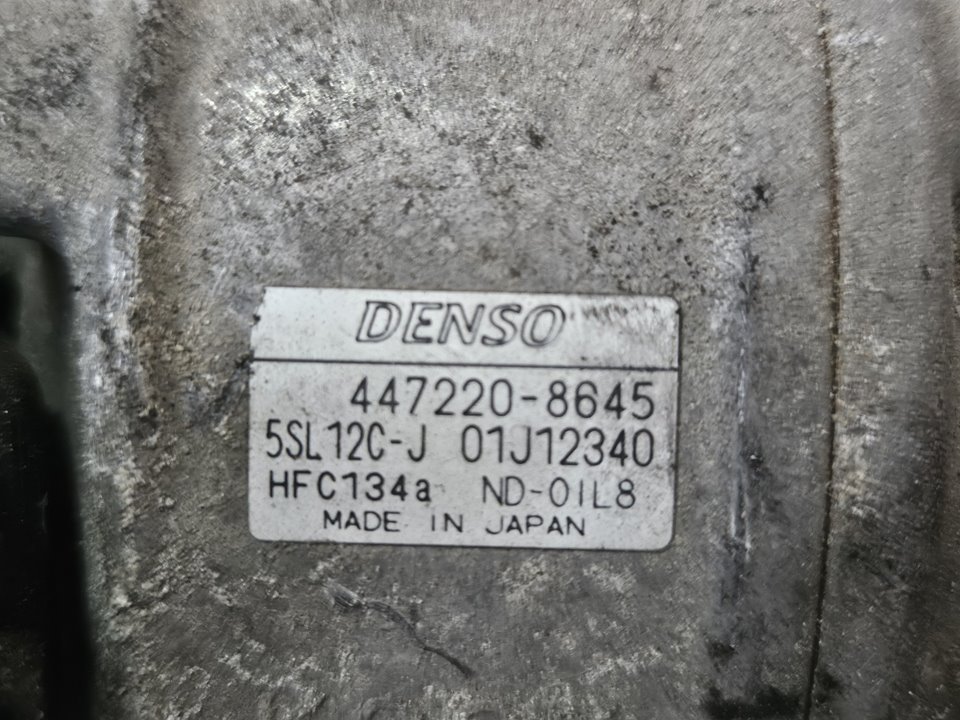 DENSO
447220-8645
5SL12C-J 01J12340
HFC134a ND-OIL8
MADE IN JAPAN